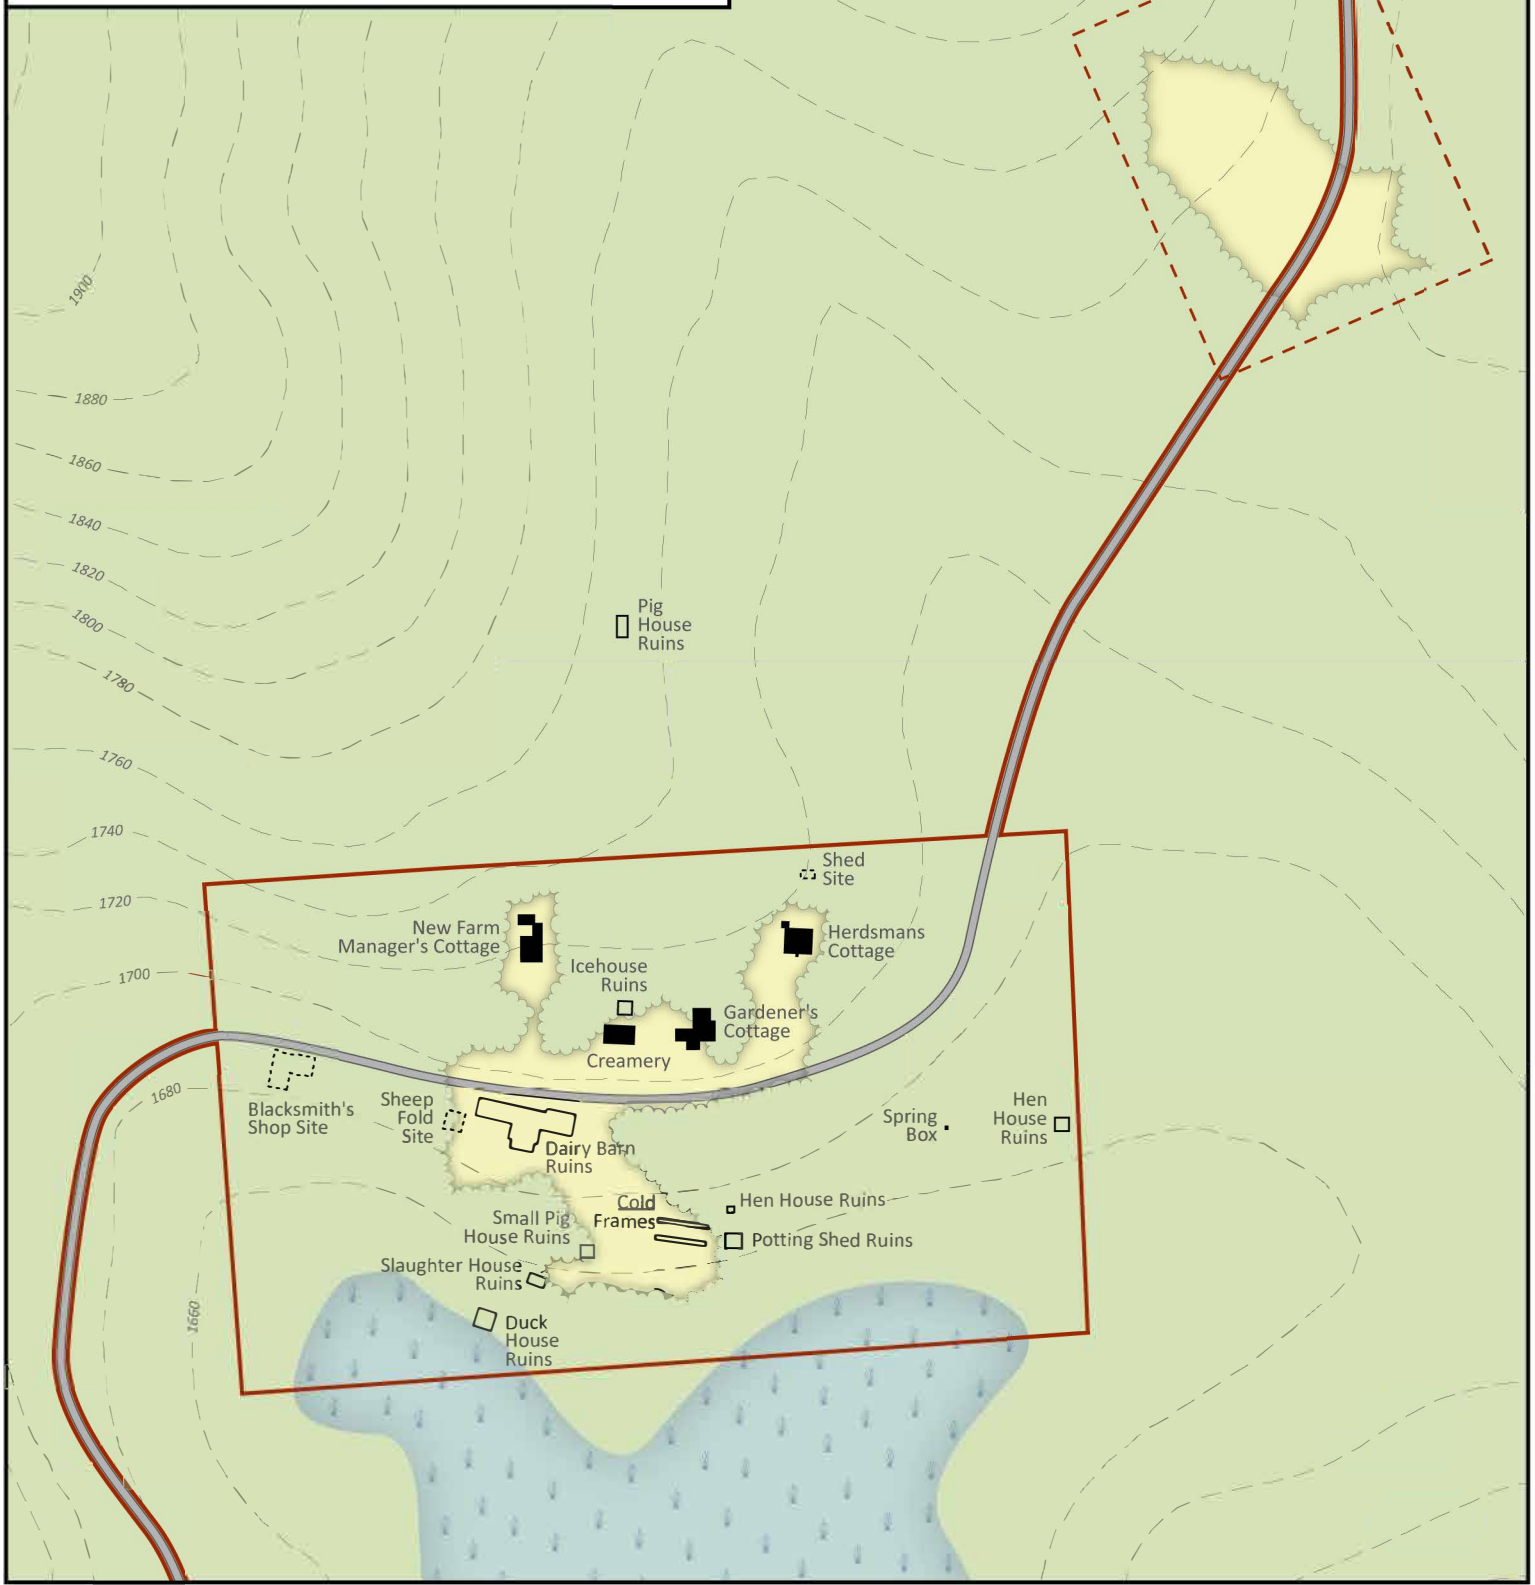 1900
1880
1860
1840
1820
1800
1780
1760
1740
1720
1700
1680
1660
Pig
House
Ruins
Shed
Site
New Farm
Manager's Cottage
Herdsmans
Cottage
Icehouse
Ruins
Gardener's
Cottage
Creamery
Blacksmith's
Shop Site
Sheep
Fold
Site
Dairy Barn
Ruins
Spring
Box
Hen
House
Ruins
Cold
Frames
Hen House Ruins
Small Pig
House Ruins
Potting Shed Ruins
Slaughter House
Ruins
Duck
House
Ruins